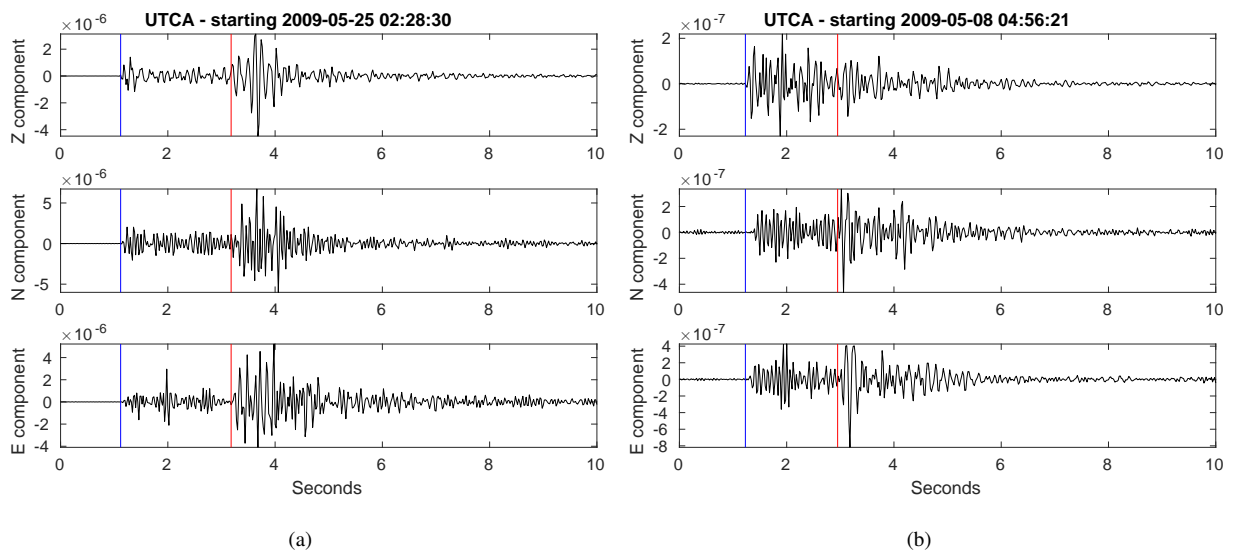 UTCA - starting 2009-05-25 02:28:30
×10-6
Z component
2
0
-2
-4
0 2 4 6 8 10
×10-6
N component
5
0
-5
0 2 4 6 8 10
×10-6
E component
4
2
0
-2
-4
0 2 4 6 8 10
Seconds
(a)
UTCA - starting 2009-05-08 04:56:21
×10-7
Z component
2
0
-2
0 2 4 6 8 10
×10-7
N component
2
0
-2
-4
0 2 4 6 8 10
×10-7
E component
4
2
0
-2
-4
-6
-8
0 2 4 6 8 10
Seconds
(b)